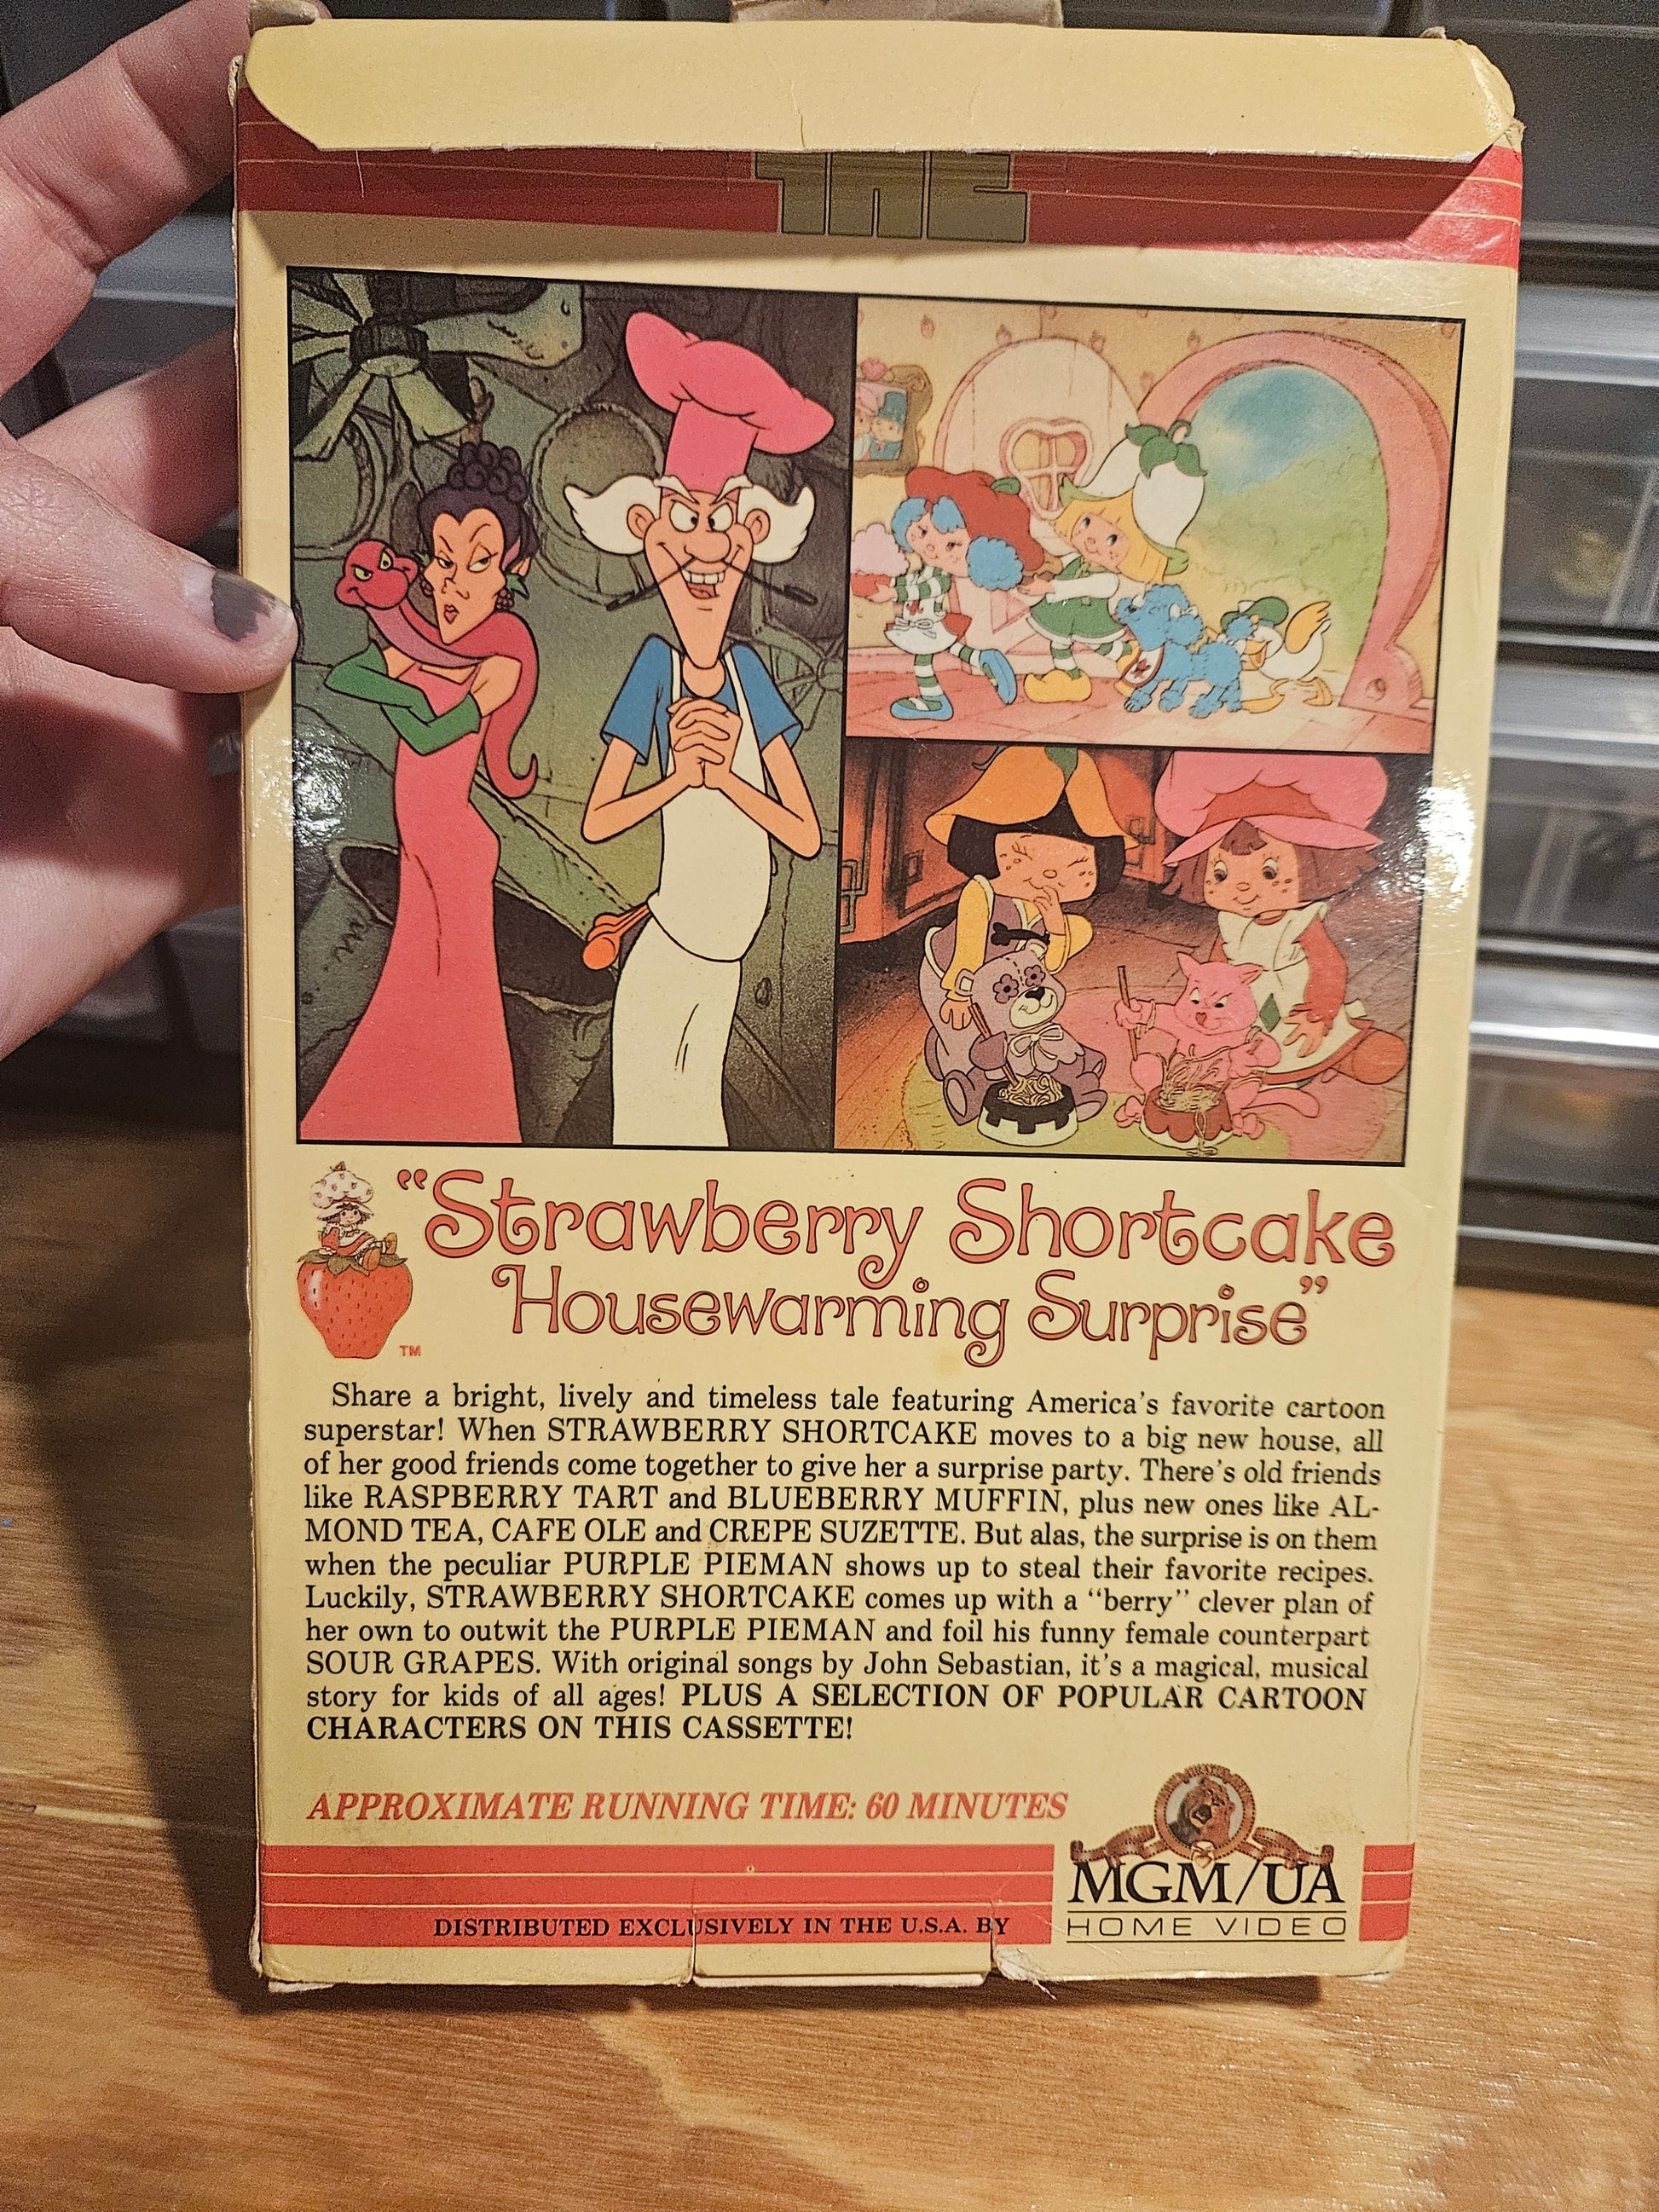 THE
"Strawberry Shortcake
Housewarming Surprise"
TM
Share a bright, lively and timeless tale featuring America's favorite cartoon
superstar! When STRAWBERRY SHORTCAKE moves to a big new house, all
of her good friends come together to give her a surprise party. There's old friends
like RASPBERRY TART and BLUEBERRY MUFFIN, plus new ones like AL-
MOND TEA, CAFE OLE and CREPE SUZETTE. But alas, the surprise is on them
when the peculiar PURPLE PIEMAN shows up to steal their favorite recipes.
Luckily, STRAWBERRY SHORTCAKE comes up with a "berry" clever plan of
her own to outwit the PURPLE PIEMAN and foil his funny female counterpart
SOUR GRAPES. With original songs by John Sebastian, it's a magical, musical
story for kids of all ages! PLUS A SELECTION OF POPULAR CARTOON
CHARACTERS ON THIS CASSETTE!
APPROXIMATE RUNNING TIME: 60 MINUTES
DISTRIBUTED EXCLUSIVELY IN THE U.S.A. BY
MGM/UA
HOME VIDEO